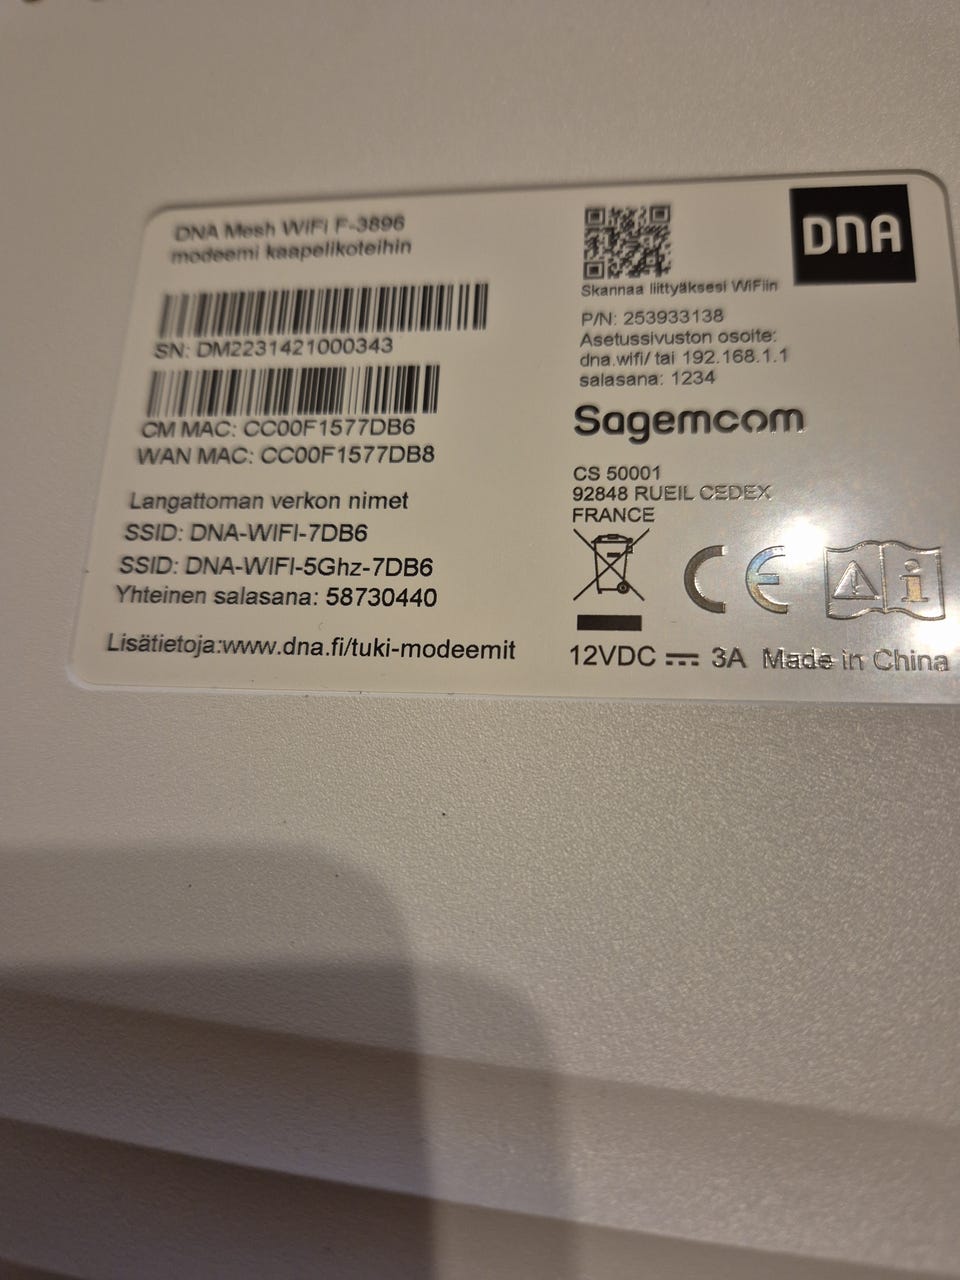 DNA Mesh WiFi F-3896
modeemi kaapelikoteihin
SN: DM2231421000343
CM MAC: CC00F1577DB6
WAN MAC: CC00F1577DB8
Langattoman verkon nimet
SSID: DNA-WIFI-7DB6
SSID: DNA-WIFI-5Ghz-7DB6
Yhteinen salasana: 58730440
Lisätietoja:www.dna.fi/tuki-modeemit
DNA
Skannaa liittyäksesi WiFiin
P/N: 253933138
Asetussivuston osoite:
dna.wifi/ tai 192.168.1.1
salasana: 1234
Sagemcom
CS 50001
92848 RUEIL CEDEX
FRANCE
CE
12VDC ⎓ 3A Made in China